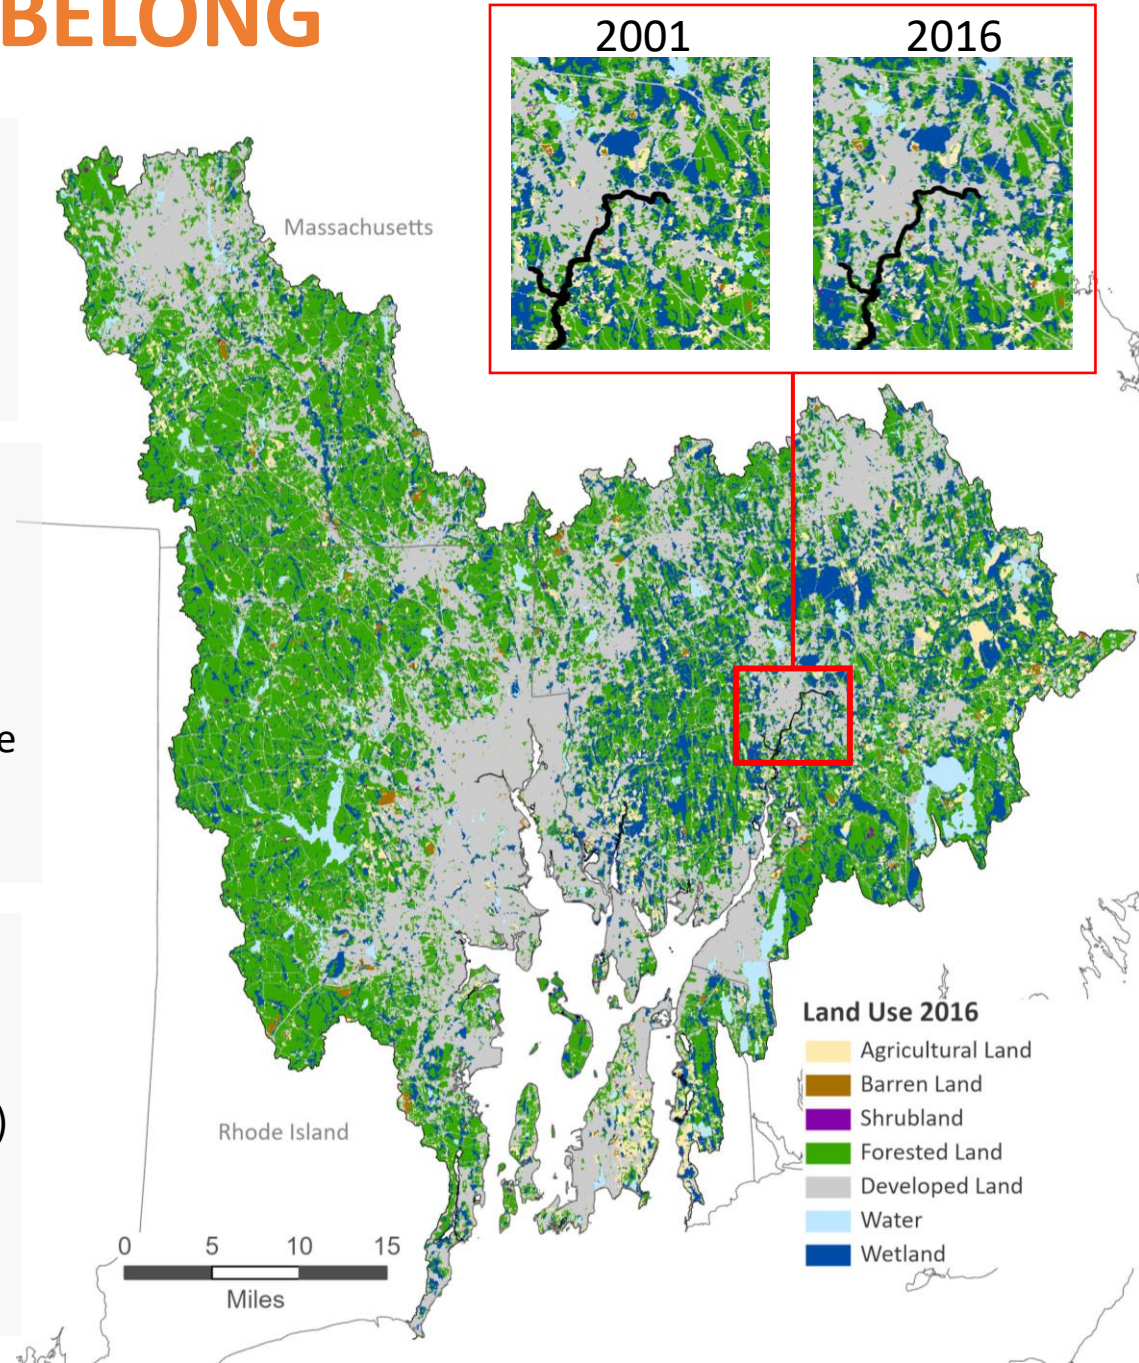 BELONG
2001
2016
Massachusetts
e
)
Rhode Island
Land Use 2016
Agricultural Land
Barren Land
Shrubland
Forested Land
Developed Land
Water
Wetland
0 5 10 15
Miles